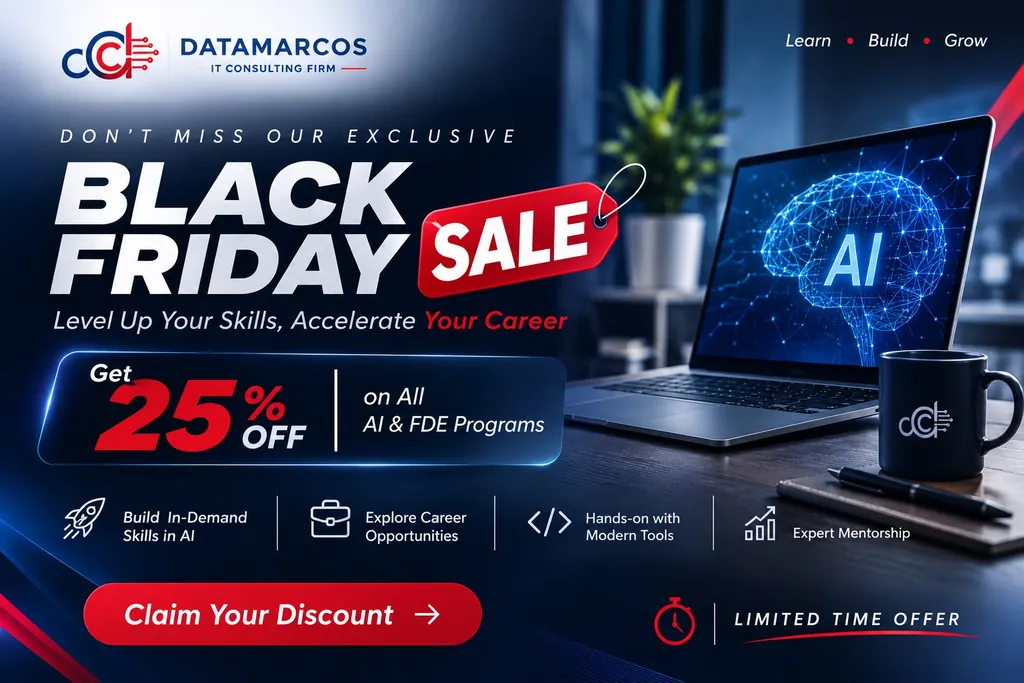 DATAMARCOS
IT CONSULTING FIRM
Learn • Build • Grow
DON'T MISS OUR EXCLUSIVE
BLACK
FRIDAY
SALE
Level Up Your Skills, Accelerate Your Career
Get
25% OFF
on All
AI & FDE Programs
AI
Build In-Demand
Skills in AI
Explore Career
Opportunities
Hands-on with
Modern Tools
Expert Mentorship
Claim Your Discount →
LIMITED TIME OFFER